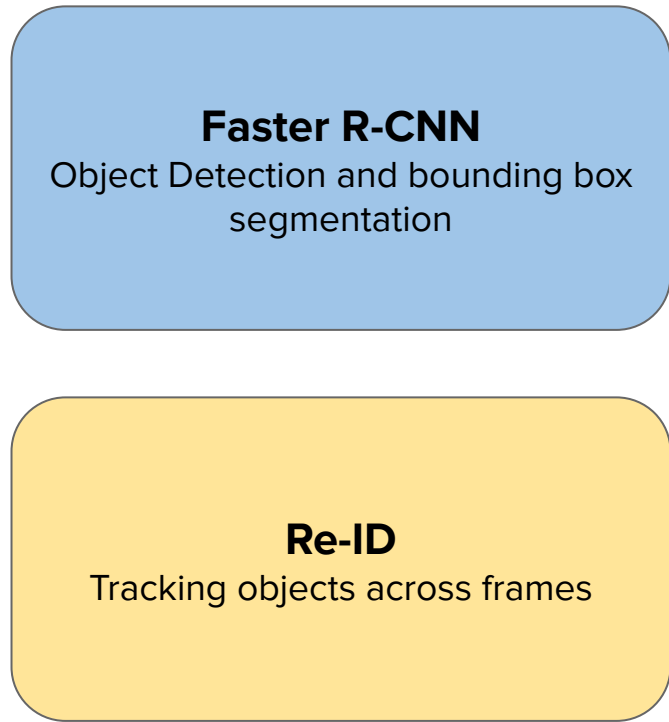 Faster R-CNN
Object Detection and bounding box
segmentation
Re-ID
Tracking objects across frames